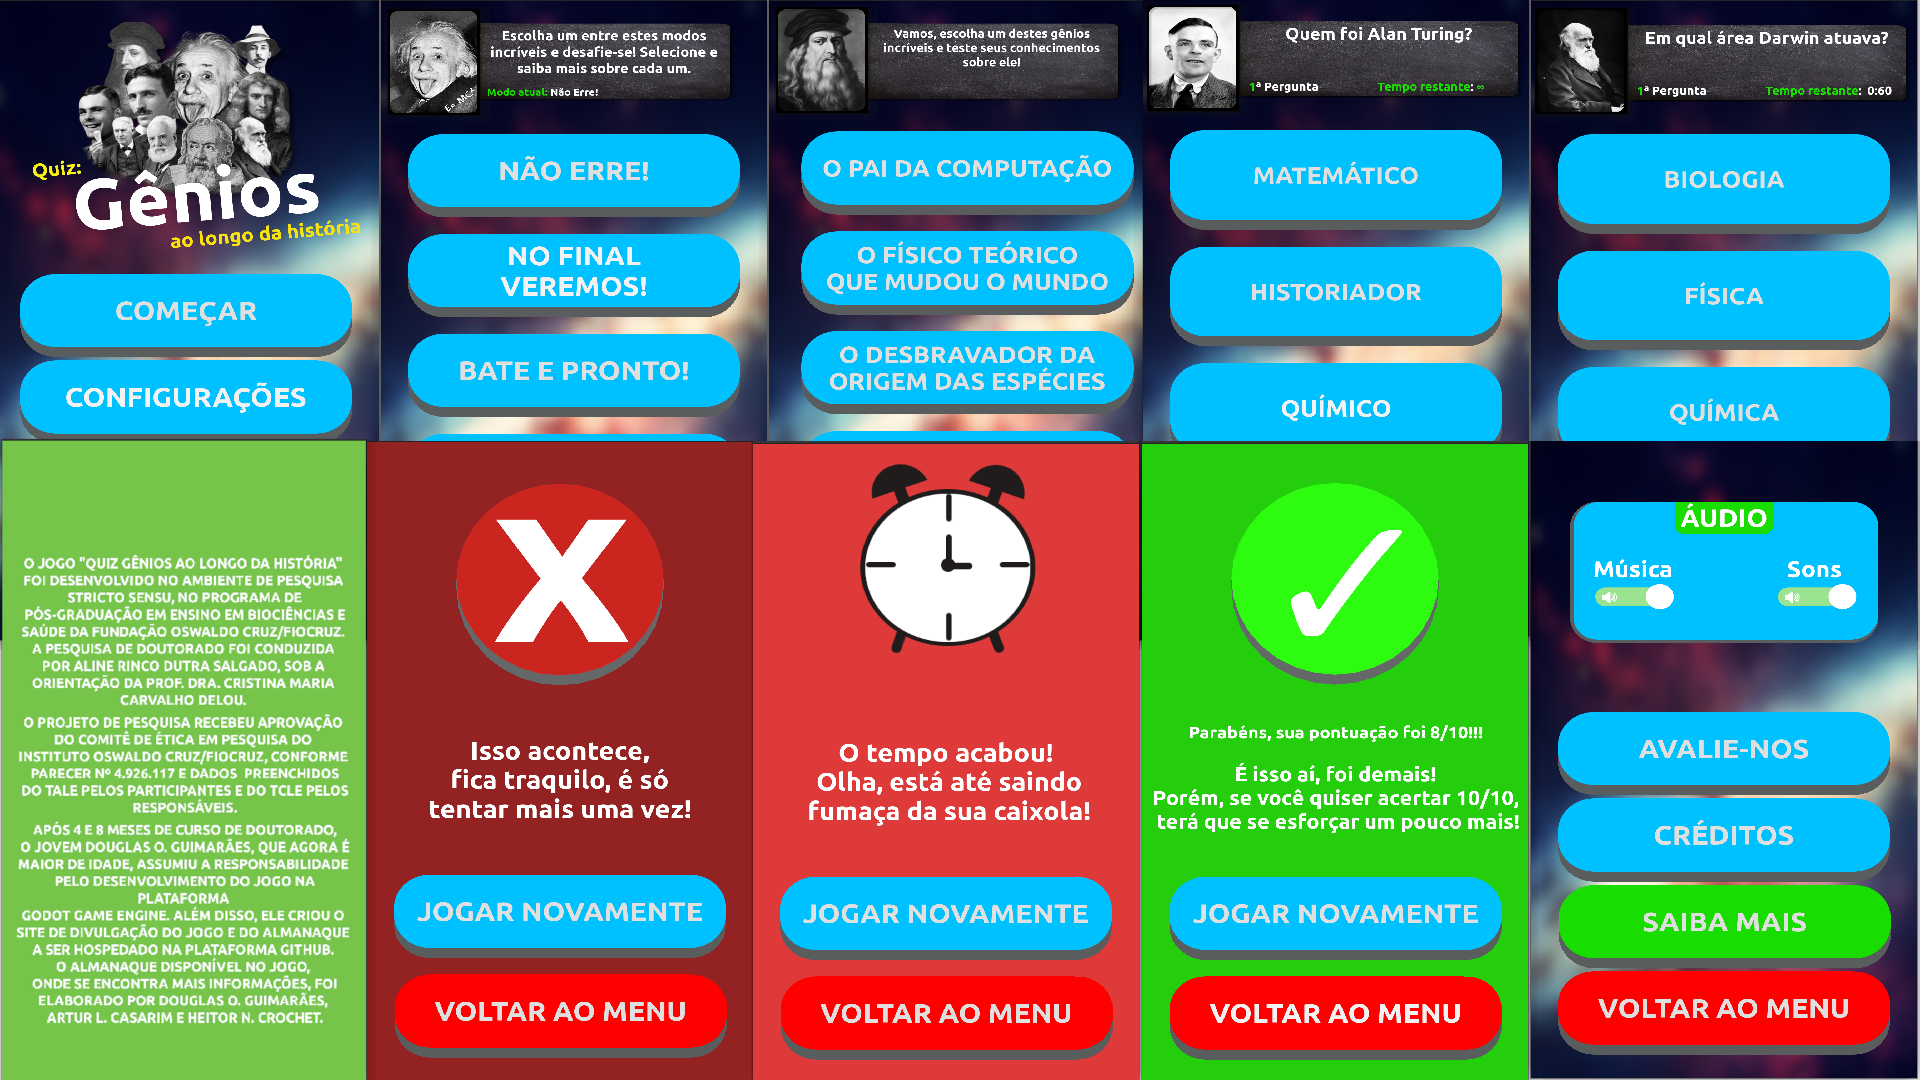 Quiz:
Gênios
ao longo da história
COMEÇAR
CONFIGURAÇÕES
Escolha um entre estes modos
incríveis e desafie-se! Selecione e
saiba mais sobre cada um.
Modo atual: Não Erre!
NÃO ERRE!
NO FINAL
VEREMOS!
BATE E PRONTO!
Vamos, escolha um destes gênios
incríveis e teste seus conhecimentos
sobre ele!
O PAI DA COMPUTAÇÃO
O FÍSICO TEÓRICO
QUE MUDOU O MUNDO
O DESBRAVADOR DA
ORIGEM DAS ESPÉCIES
Quem foi Alan Turing?
1ª Pergunta
Tempo restante: ∞
MATEMÁTICO
HISTORIADOR
QUÍMICO
Em qual área Darwin atuava?
1ª Pergunta
Tempo restante: 0:60
BIOLOGIA
FÍSICA
QUÍMICA
O JOGO "QUIZ GÊNIOS AO LONGO DA HISTÓRIA"
FOI DESENVOLVIDO NO AMBIENTE DE PESQUISA
STRICTO SENSU, NO PROGRAMA DE
PÓS-GRADUAÇÃO EM ENSINO EM BIOCIÊNCIAS E
SAÚDE DA FUNDAÇÃO OSWALDO CRUZ/FIOCRUZ.
A PESQUISA DE DOUTORADO FOI CONDUZIDA
POR ALINE RINCO DUTRA SALGADO, SOB A
ORIENTAÇÃO DA PROF. DRA. CRISTINA MARIA
CARVALHO DELOU.
O PROJETO DE PESQUISA RECEBEU APROVAÇÃO
DO COMITÊ DE ÉTICA EM PESQUISA DO
INSTITUTO OSWALDO CRUZ/FIOCRUZ, CONFORME
PARECER Nº 4.926.117 E DADOS PREENCHIDOS
DO TALE PELOS PARTICIPANTES E DO TCLE PELOS
RESPONSÁVEIS.
APÓS 4 E 8 MESES DE CURSO DE DOUTORADO,
O JOVEM DOUGLAS O. GUIMARÃES, QUE AGORA É
MAIOR DE IDADE, ASSUMIU A RESPONSABILIDADE
PELO DESENVOLVIMENTO DO JOGO NA
PLATAFORMA
GODOT GAME ENGINE. ALÉM DISSO, ELE CRIOU O
SITE DE DIVULGAÇÃO DO JOGO E DO ALMANAQUE
A SER HOSPEDADO NA PLATAFORMA GITHUB.
O ALMANAQUE DISPONÍVEL NO JOGO,
ONDE SE ENCONTRA MAIS INFORMAÇÕES, FOI
ELABORADO POR DOUGLAS O. GUIMARÃES,
ARTUR L. CASARIM E HEITOR N. CROCHET.
X
Isso acontece,
fica traquilo, é só
tentar mais uma vez!
JOGAR NOVAMENTE
VOLTAR AO MENU
O tempo acabou!
Olha, está até saindo
fumaça da sua caixola!
JOGAR NOVAMENTE
VOLTAR AO MENU
Parabéns, sua pontuação foi 8/10!!!
É isso aí, foi demais!
Porém, se você quiser acertar 10/10,
terá que se esforçar um pouco mais!
JOGAR NOVAMENTE
VOLTAR AO MENU
ÁUDIO
Música
Sons
AVALIE-NOS
CRÉDITOS
SAIBA MAIS
VOLTAR AO MENU